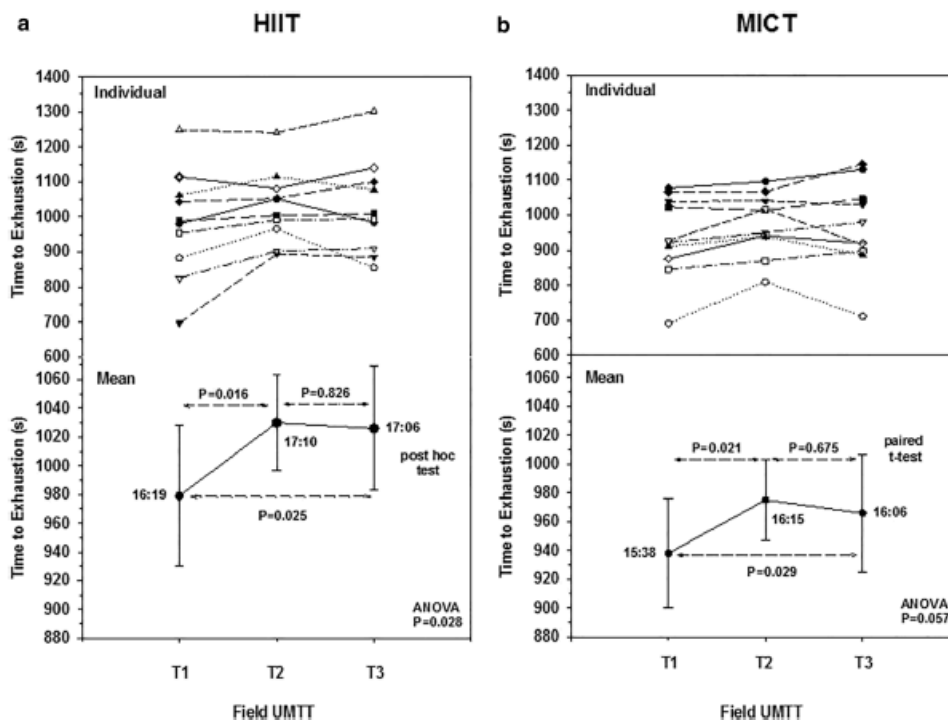 a HIIT
Individual
Time to Exhaustion (s)
1400
1300
1200
1100
1000
900
800
700
600
Mean
Time to Exhaustion (s)
1060
1040
1020
1000
980
960
940
920
900
880
P=0.016
P=0.826
17:06
17:10
post hoc
test
16:19
P=0.025
ANOVA
P=0.028
T1 T2 T3
Field UMTT
b MICT
Individual
Time to Exhaustion (s)
1400
1300
1200
1100
1000
900
800
700
600
Mean
Time to Exhaustion (s)
1060
1040
1020
1000
980
960
940
920
900
880
P=0.021
P=0.675
paired
t-test
16:15
16:06
15:38
P=0.029
ANOVA
P=0.057
T1 T2 T3
Field UMTT